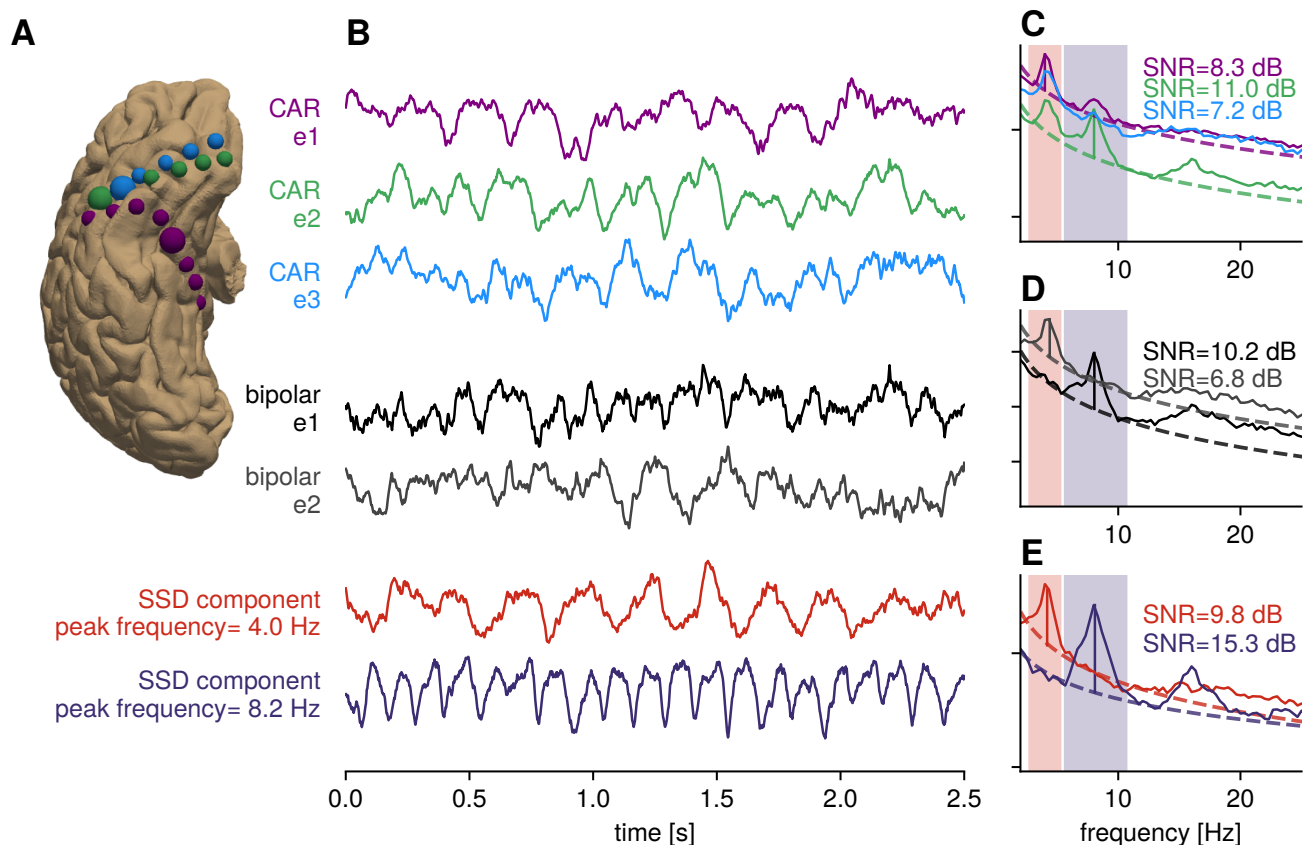 A
B
CAR
e1
CAR
e2
CAR
e3
bipolar
e1
bipolar
e2
SSD component
peak frequency= 4.0 Hz
SSD component
peak frequency= 8.2 Hz
0.0 0.5 1.0 1.5 2.0 2.5
time [s]
C
SNR=8.3 dB
SNR=11.0 dB
SNR=7.2 dB
10 20
D
SNR=10.2 dB
SNR=6.8 dB
10 20
E
SNR=9.8 dB
SNR=15.3 dB
10 20
frequency [Hz]